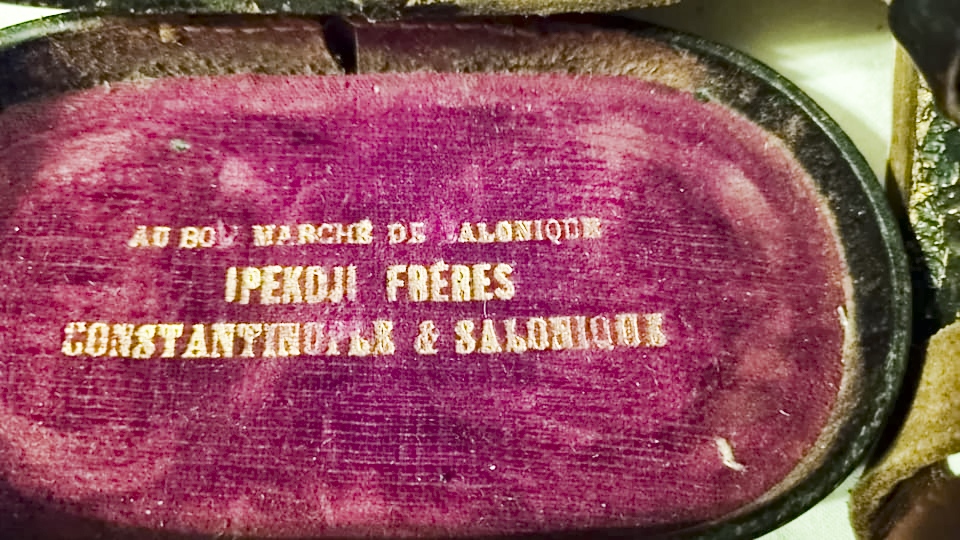 AU BON MARCHÉ DE SALONIQUE
IPEKDJI FRÈRES
CONSTANTINOPLE & SALONIQUE